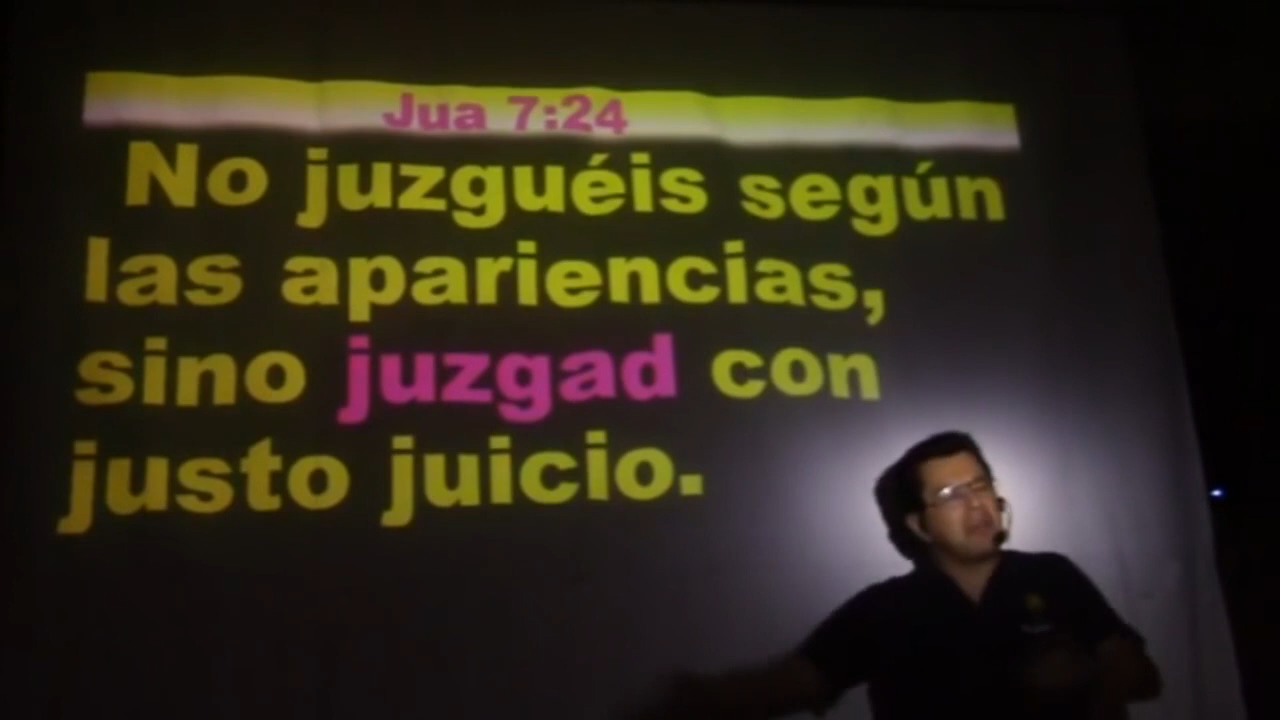 Jua 7:24
No juzguéis según
las apariencias,
sino juzgad con
justo juicio.